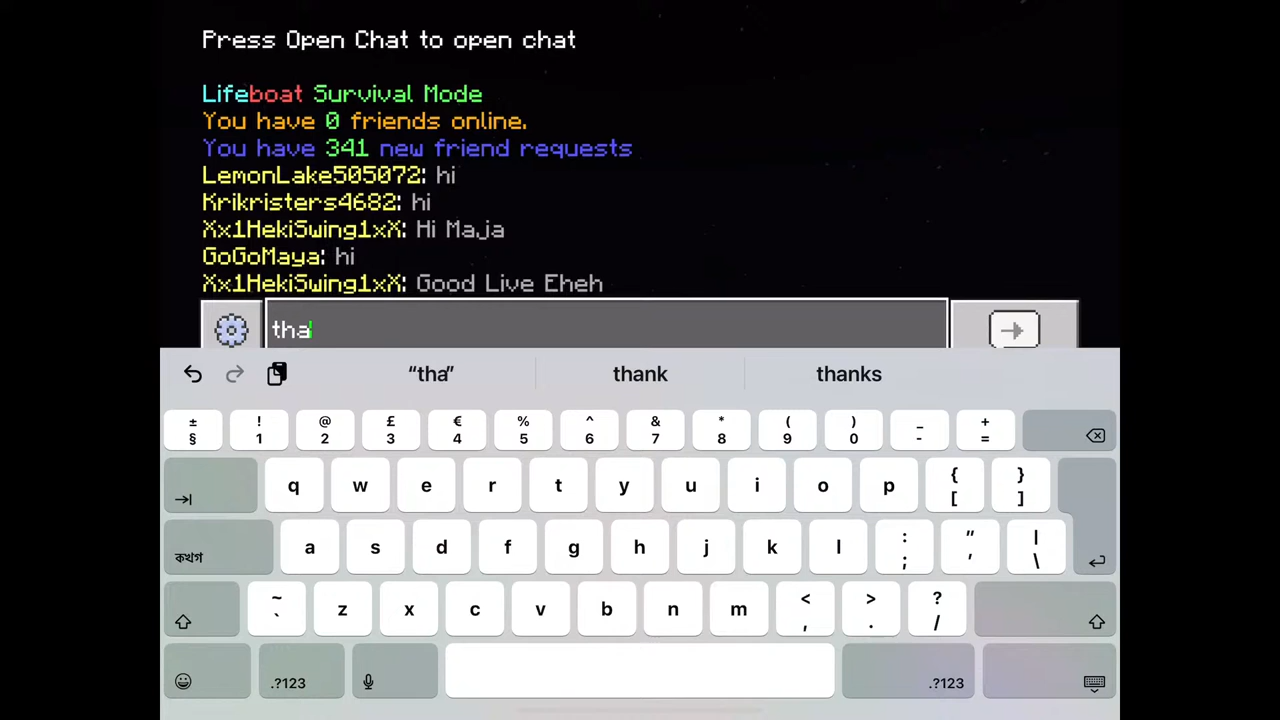 Press Open Chat to open chat
Lifeboat Survival Mode
You have 0 friends online.
You have 341 new friend requests
LemonLake505072: hi
Krikristers4682: hi
Xx1HekiSwing1xX: Hi Maja
GoGoMaya: hi
Xx1HekiSwing1xX: Good Live Eheh
tha
“tha” thank thanks
± ! @ £ € % ^ & * ( ) _ +
§ 1 2 3 4 5 6 7 8 9 0 - =
q w e r t y u i o p { }
[ ]
কখগ a s d f g h j k l : " |
; ' \
~ z x c v b n m < > ?
` , . /
.?123 .?123